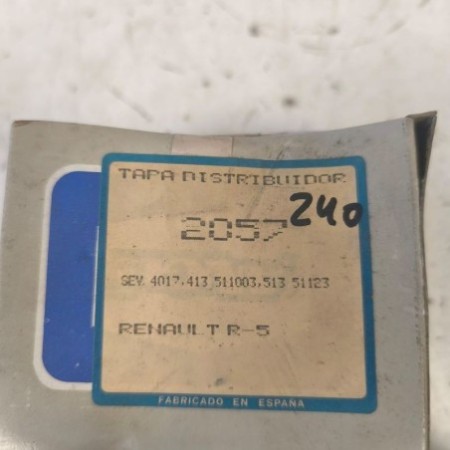 TAPA DISTRIBUIDOR
2057 240
SEV. 4017,413,511003,513 51123
RENAULT R-5
FABRICADO EN ESPAÑA